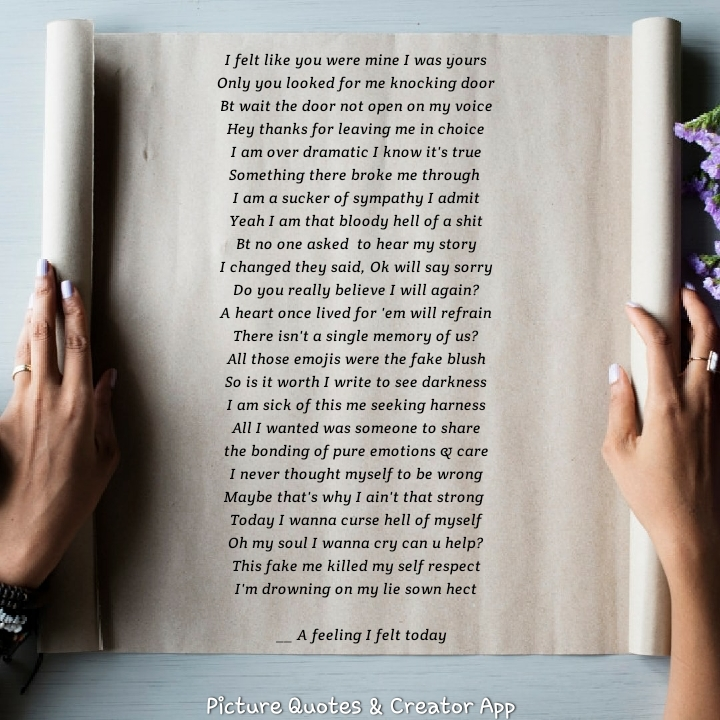 I felt like you were mine I was yours
Only you looked for me knocking door
Bt wait the door not open on my voice
Hey thanks for leaving me in choice
I am over dramatic I know it's true
Something there broke me through
I am a sucker of sympathy I admit
Yeah I am that bloody hell of a shit
Bt no one asked to hear my story
I changed they said, Ok will say sorry
Do you really believe I will again?
A heart once lived for 'em will refrain
There isn't a single memory of us?
All those emojis were the fake blush
So is it worth I write to see darkness
I am sick of this me seeking harness
All I wanted was someone to share
the bonding of pure emotions & care
I never thought myself to be wrong
Maybe that's why I ain't that strong
Today I wanna curse hell of myself
Oh my soul I wanna cry can u help?
This fake me killed my self respect
I'm drowning on my lie sown hect
__ A feeling I felt today
Picture Quotes & Creator App